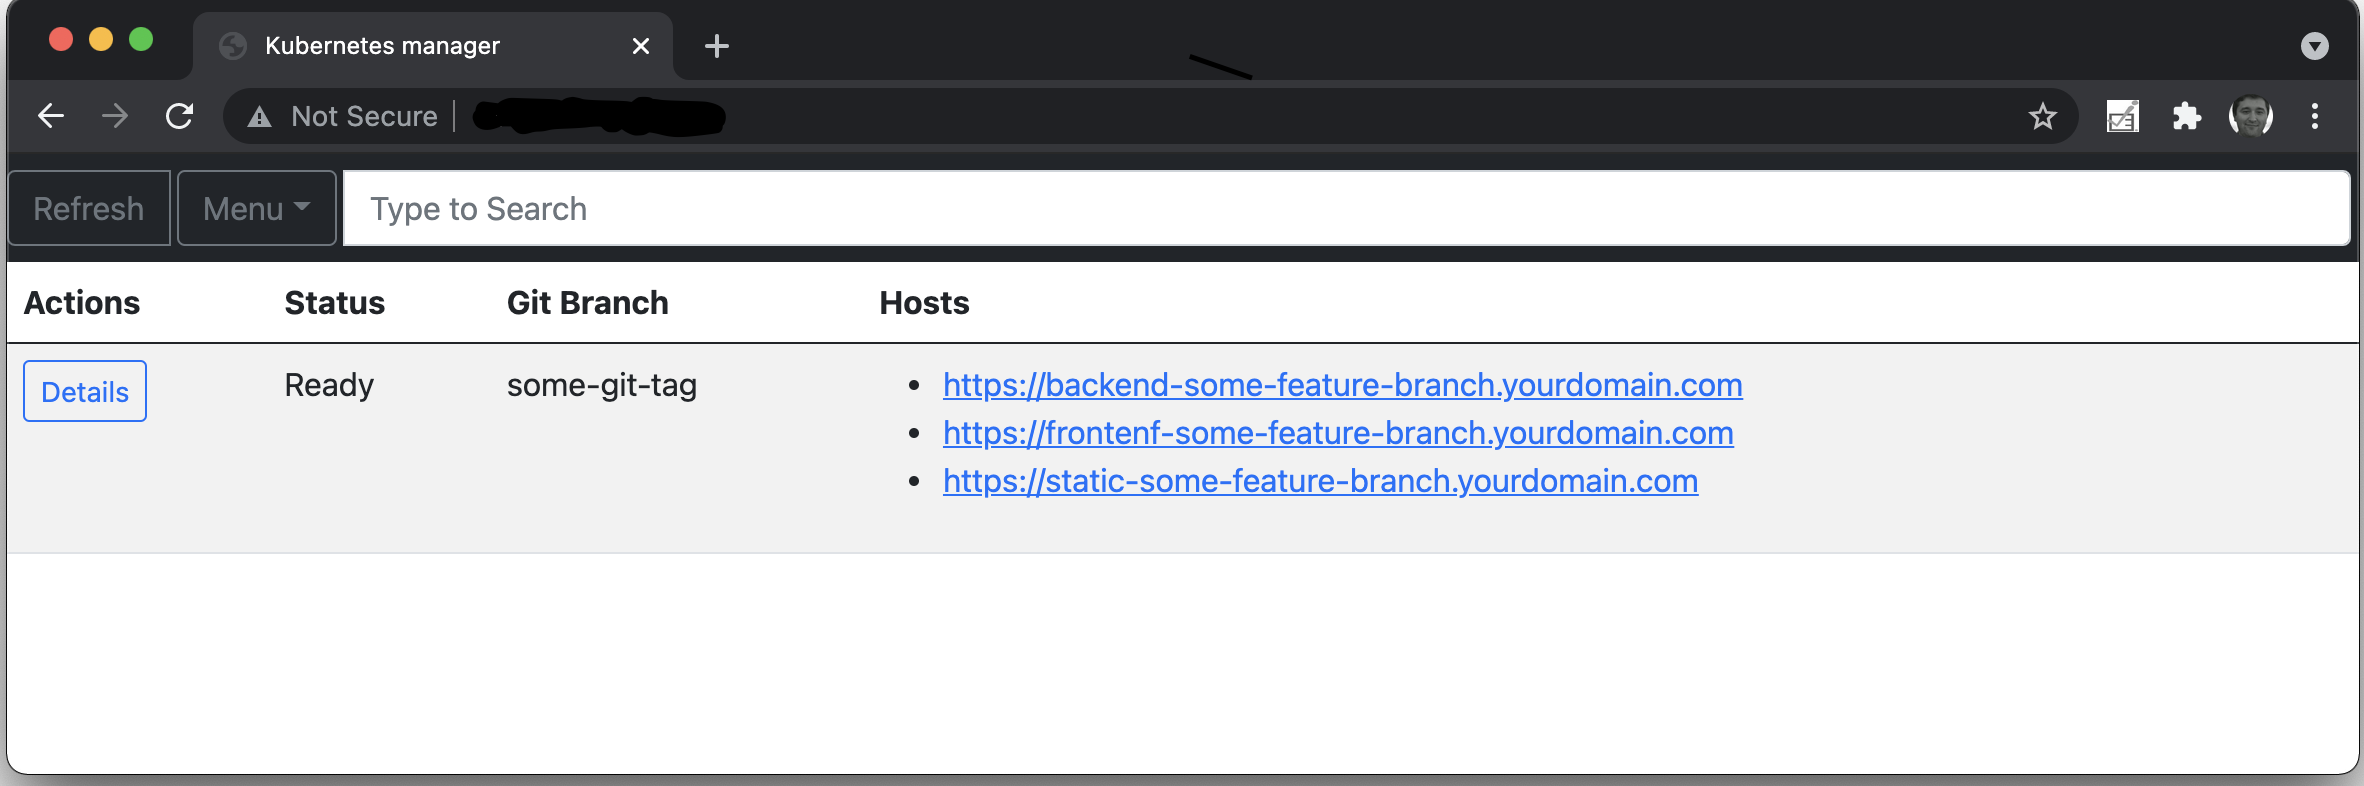 Kubernetes manager
Not Secure
Refresh Menu Type to Search
Actions Status Git Branch Hosts
Details Ready some-git-tag https://backend-some-feature-branch.yourdomain.com
https://frontenf-some-feature-branch.yourdomain.com
https://static-some-feature-branch.yourdomain.com